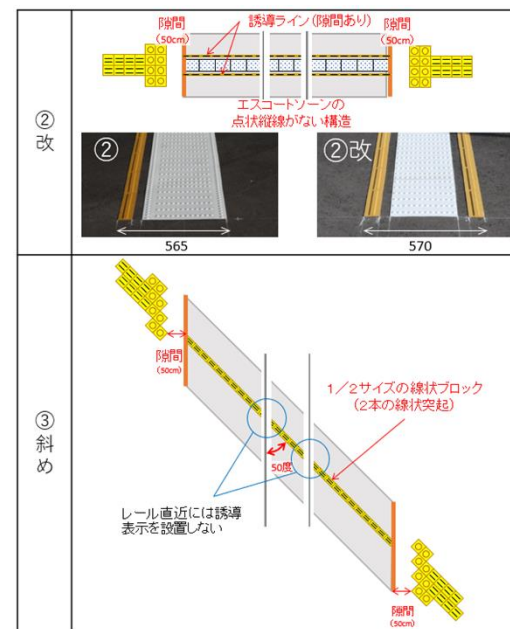 ②
改
隙間
(50cm)
誘導ライン(隙間あり)
隙間
(50cm)
エスコートゾーンの
点状縦線がない構造
②
②改
565
570
③
斜
め
隙間
(50cm)
1/2サイズの線状ブロック
(2本の線状突起)
50度
レール直近には誘導
表示を設置しない
隙間
(50cm)